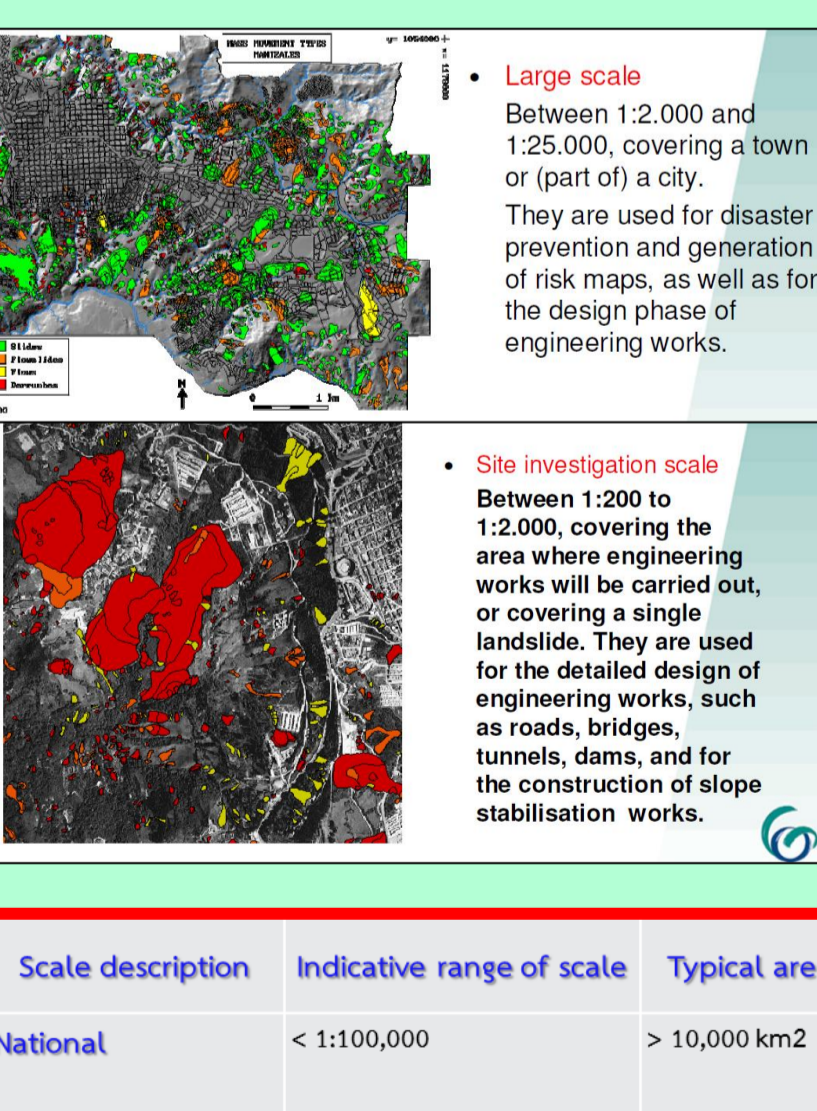 MASS MOVEMENT TYPES
MANIZALES
• Large scale
Between 1:2.000 and
1:25.000, covering a town
or (part of) a city.
They are used for disaster
prevention and generation
of risk maps, as well as for
the design phase of
engineering works.
Slides
Flowslides
Flows
Derrumbes
N
0 1 km
• Site investigation scale
Between 1:200 to
1:2.000, covering the
area where engineering
works will be carried out,
or covering a single
landslide. They are used
for the detailed design of
engineering works, such
as roads, bridges,
tunnels, dams, and for
the construction of slope
stabilisation works.
Scale description Indicative range of scale Typical are
National < 1:100,000 > 10,000 km2